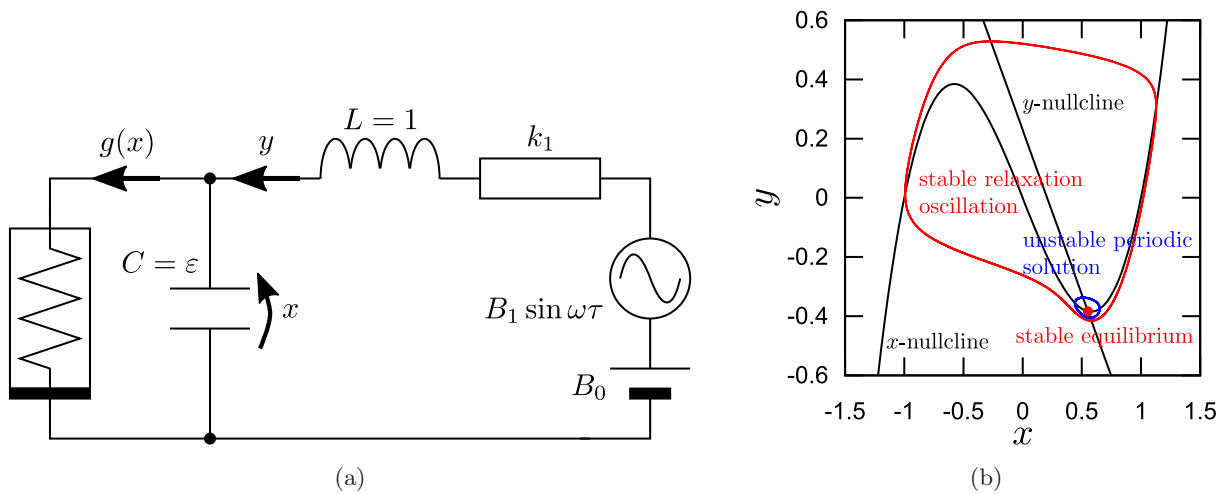 g(x)
y
L = 1
k₁
C = ε
x
B₁ sin ωτ
B₀
(a)
0.6
0.4
0.2
0
-0.2
-0.4
-0.6
y
-1.5
-1
-0.5
0
0.5
1
1.5
x
y-nullcline
stable relaxation
oscillation
unstable periodic
solution
x-nullcline
stable equilibrium
(b)